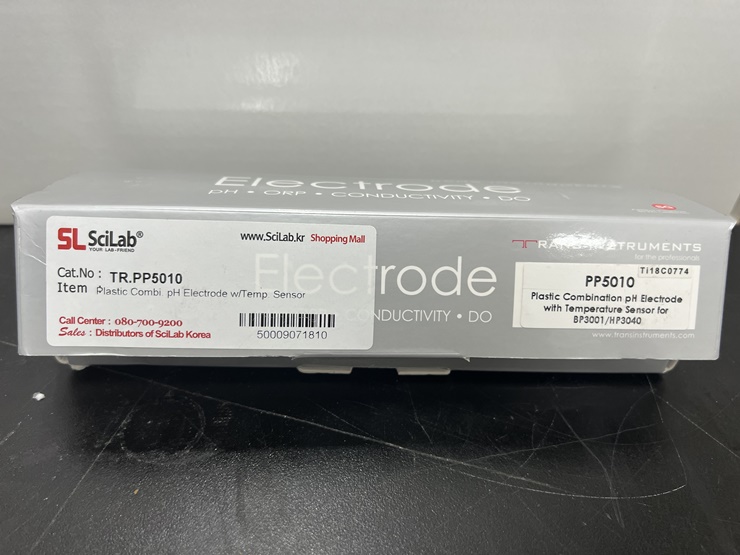 Electrode
pH • ORP • CONDUCTIVITY • DO
SL SciLab®
YOUR LAB-FRIEND
www.SciLab.kr Shopping Mall
Cat.No : TR.PP5010
Item Plastic Combi. pH Electrode w/Temp. Sensor
Call Center : 080-700-9200
Sales : Distributors of SciLab Korea
50009071810
Electrode
CONDUCTIVITY • DO
TRANS INSTRUMENTS
for the professionals
Ti18C0774
PP5010
Plastic Combination pH Electrode
with Temperature Sensor for
BP3001/HP3040
www.transinstruments.com